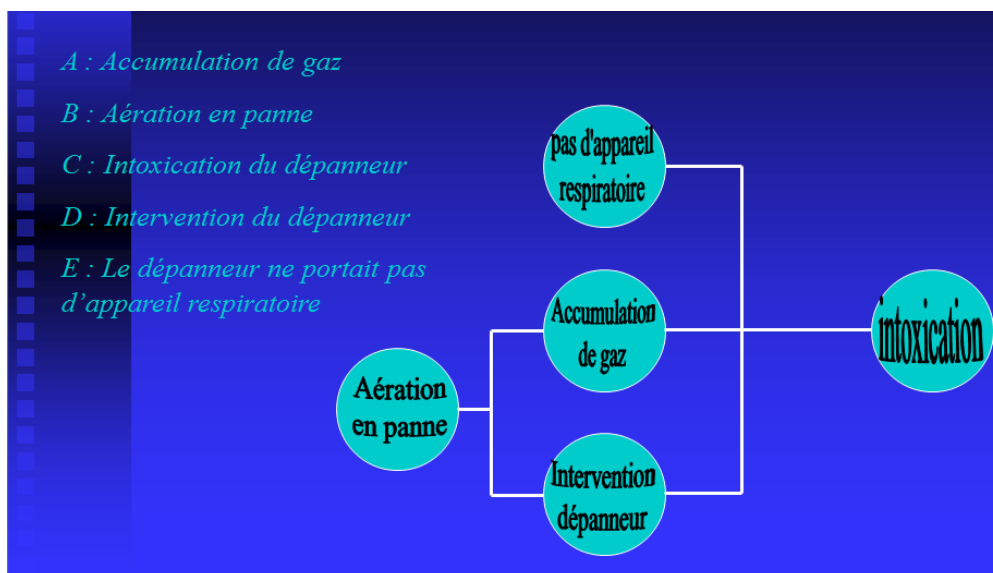 A : Accumulation de gaz
B : Aération en panne
C : Intoxication du dépanneur
D : Intervention du dépanneur
E : Le dépanneur ne portait pas
d’appareil respiratoire
pas d'appareil
respiratoire
Accumulation
de gaz
intoxication
Aération
en panne
Intervention
dépanneur